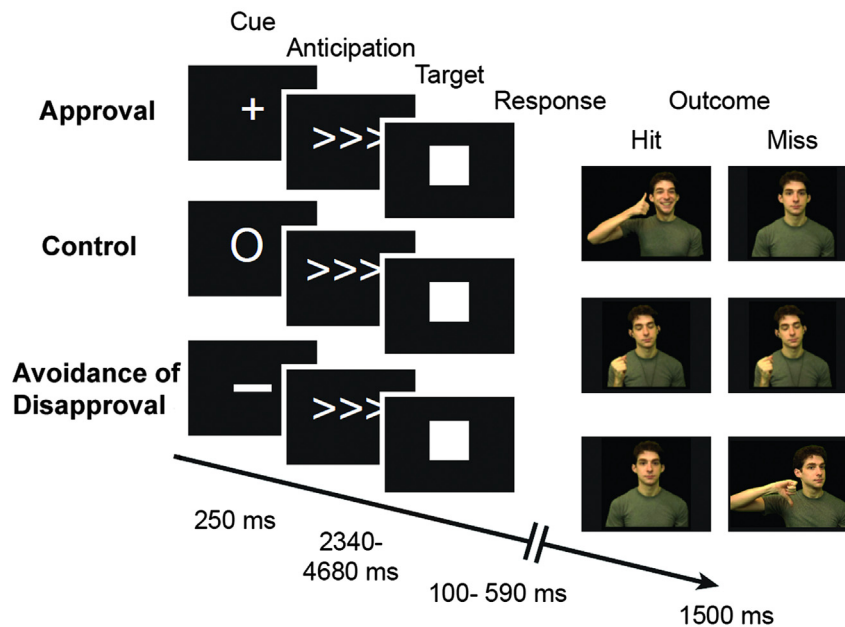 Cue
Anticipation
Target
Response
Outcome
Hit
Miss
Approval
+
>>>
Control
O
>>>
Avoidance of
Disapproval
–
>>>
250 ms
2340-
4680 ms
100- 590 ms
1500 ms